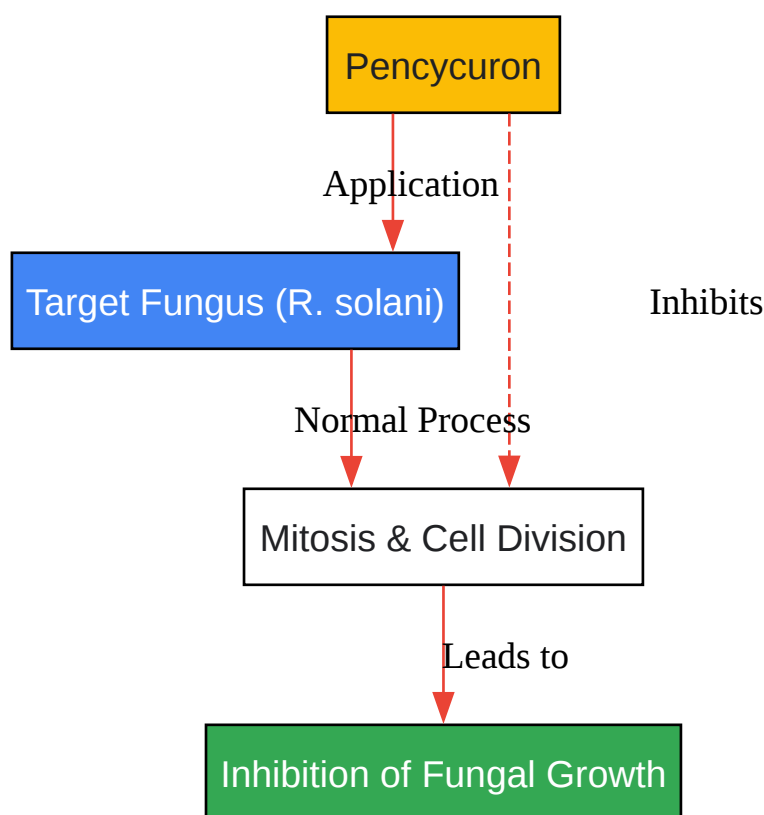 Pencycuron
Application
Target Fungus (R. solani)
Inhibits
Normal Process
Mitosis & Cell Division
Leads to
Inhibition of Fungal Growth